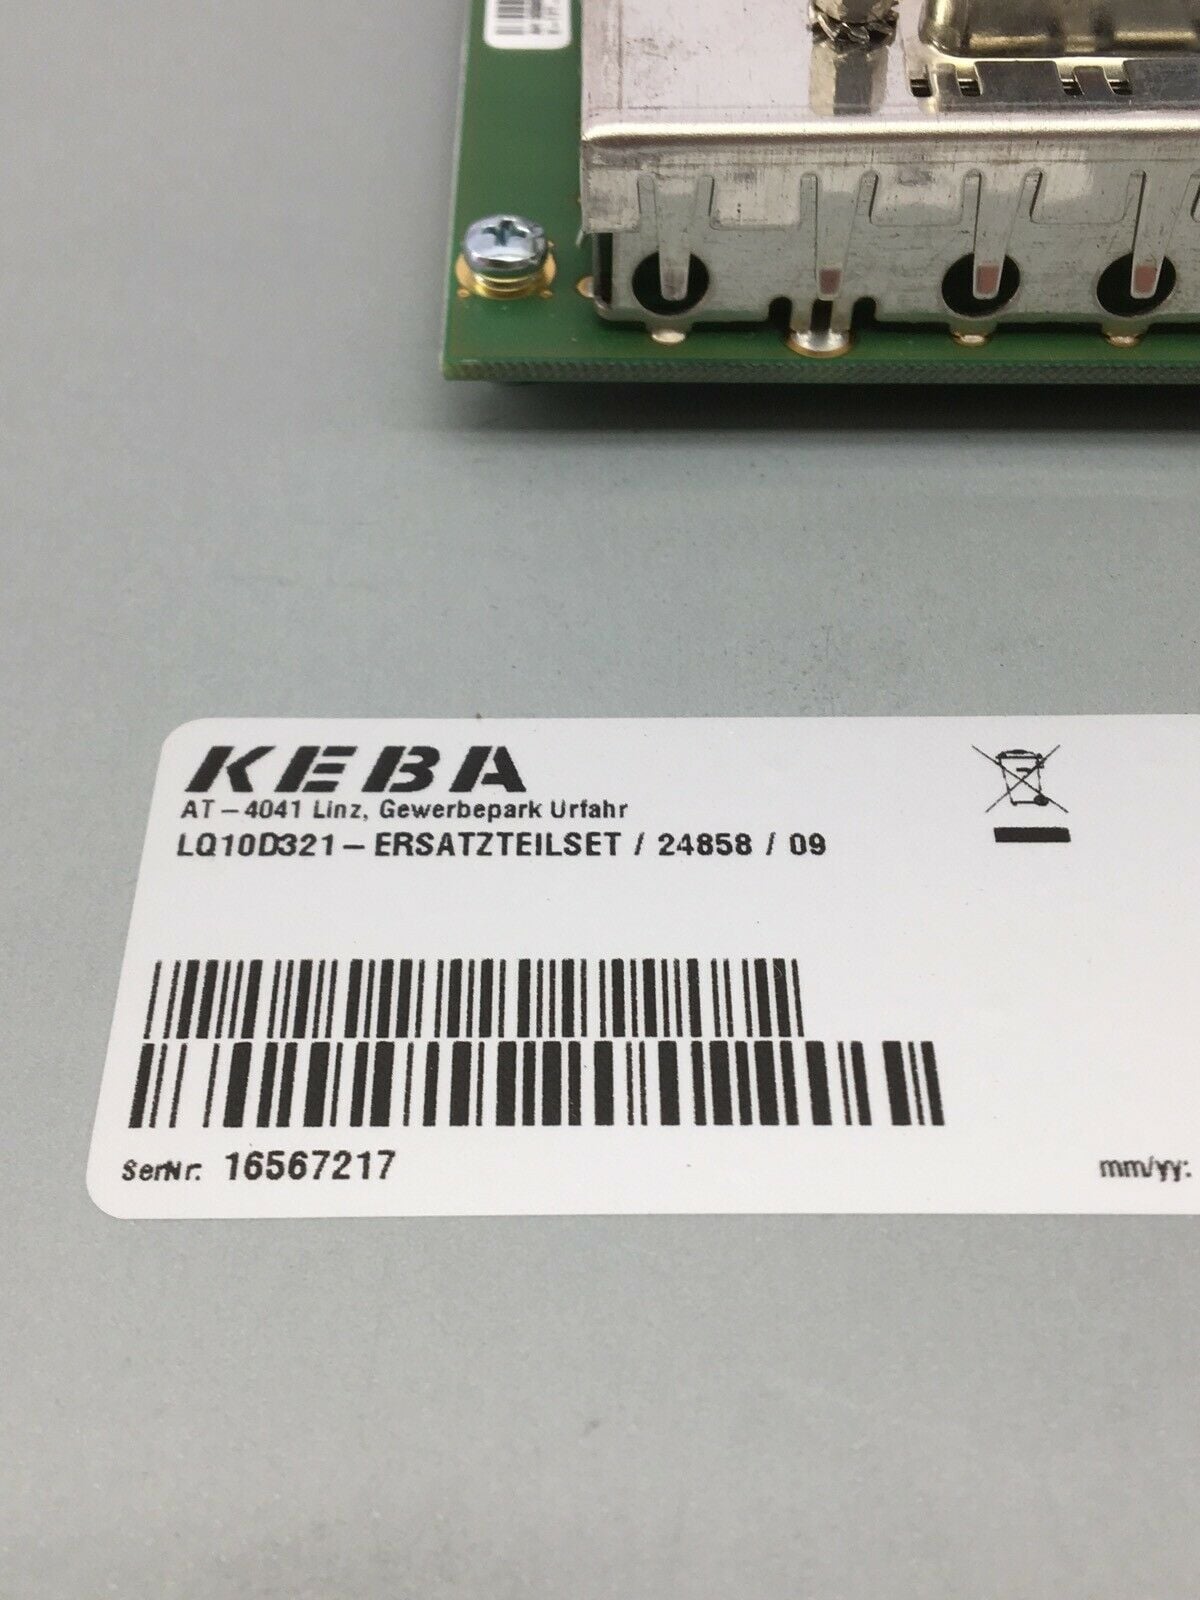 KEBA
AT-4041 Linz, Gewerbepark Urfahr
LQ10D321-ERSATZTEILSET / 24858 / 09
SerNr: 16567217
mm/yy: